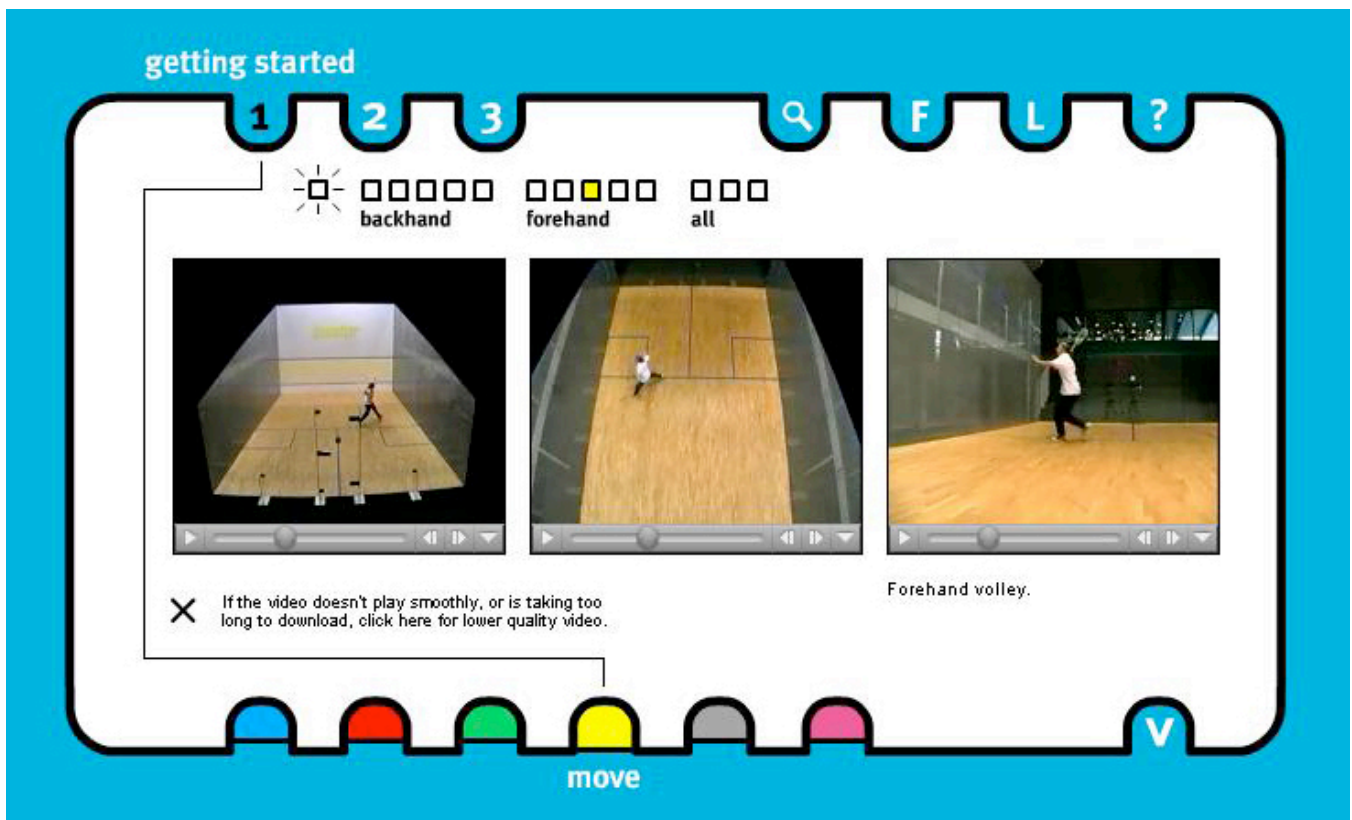 getting started
1 2 3 F L ?
backhand forehand all
If the video doesn't play smoothly, or is taking too
long to download, click here for lower quality video.
Forehand volley.
V
move